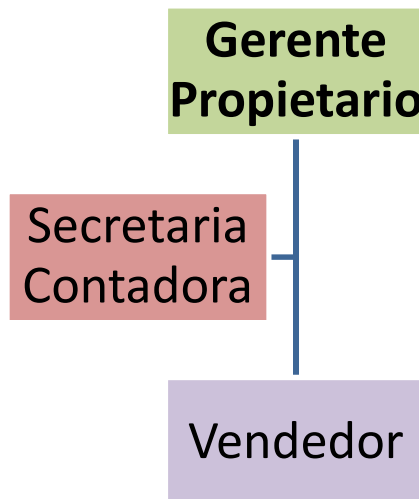 Gerente
Propietario
Secretaria
Contadora
Vendedor